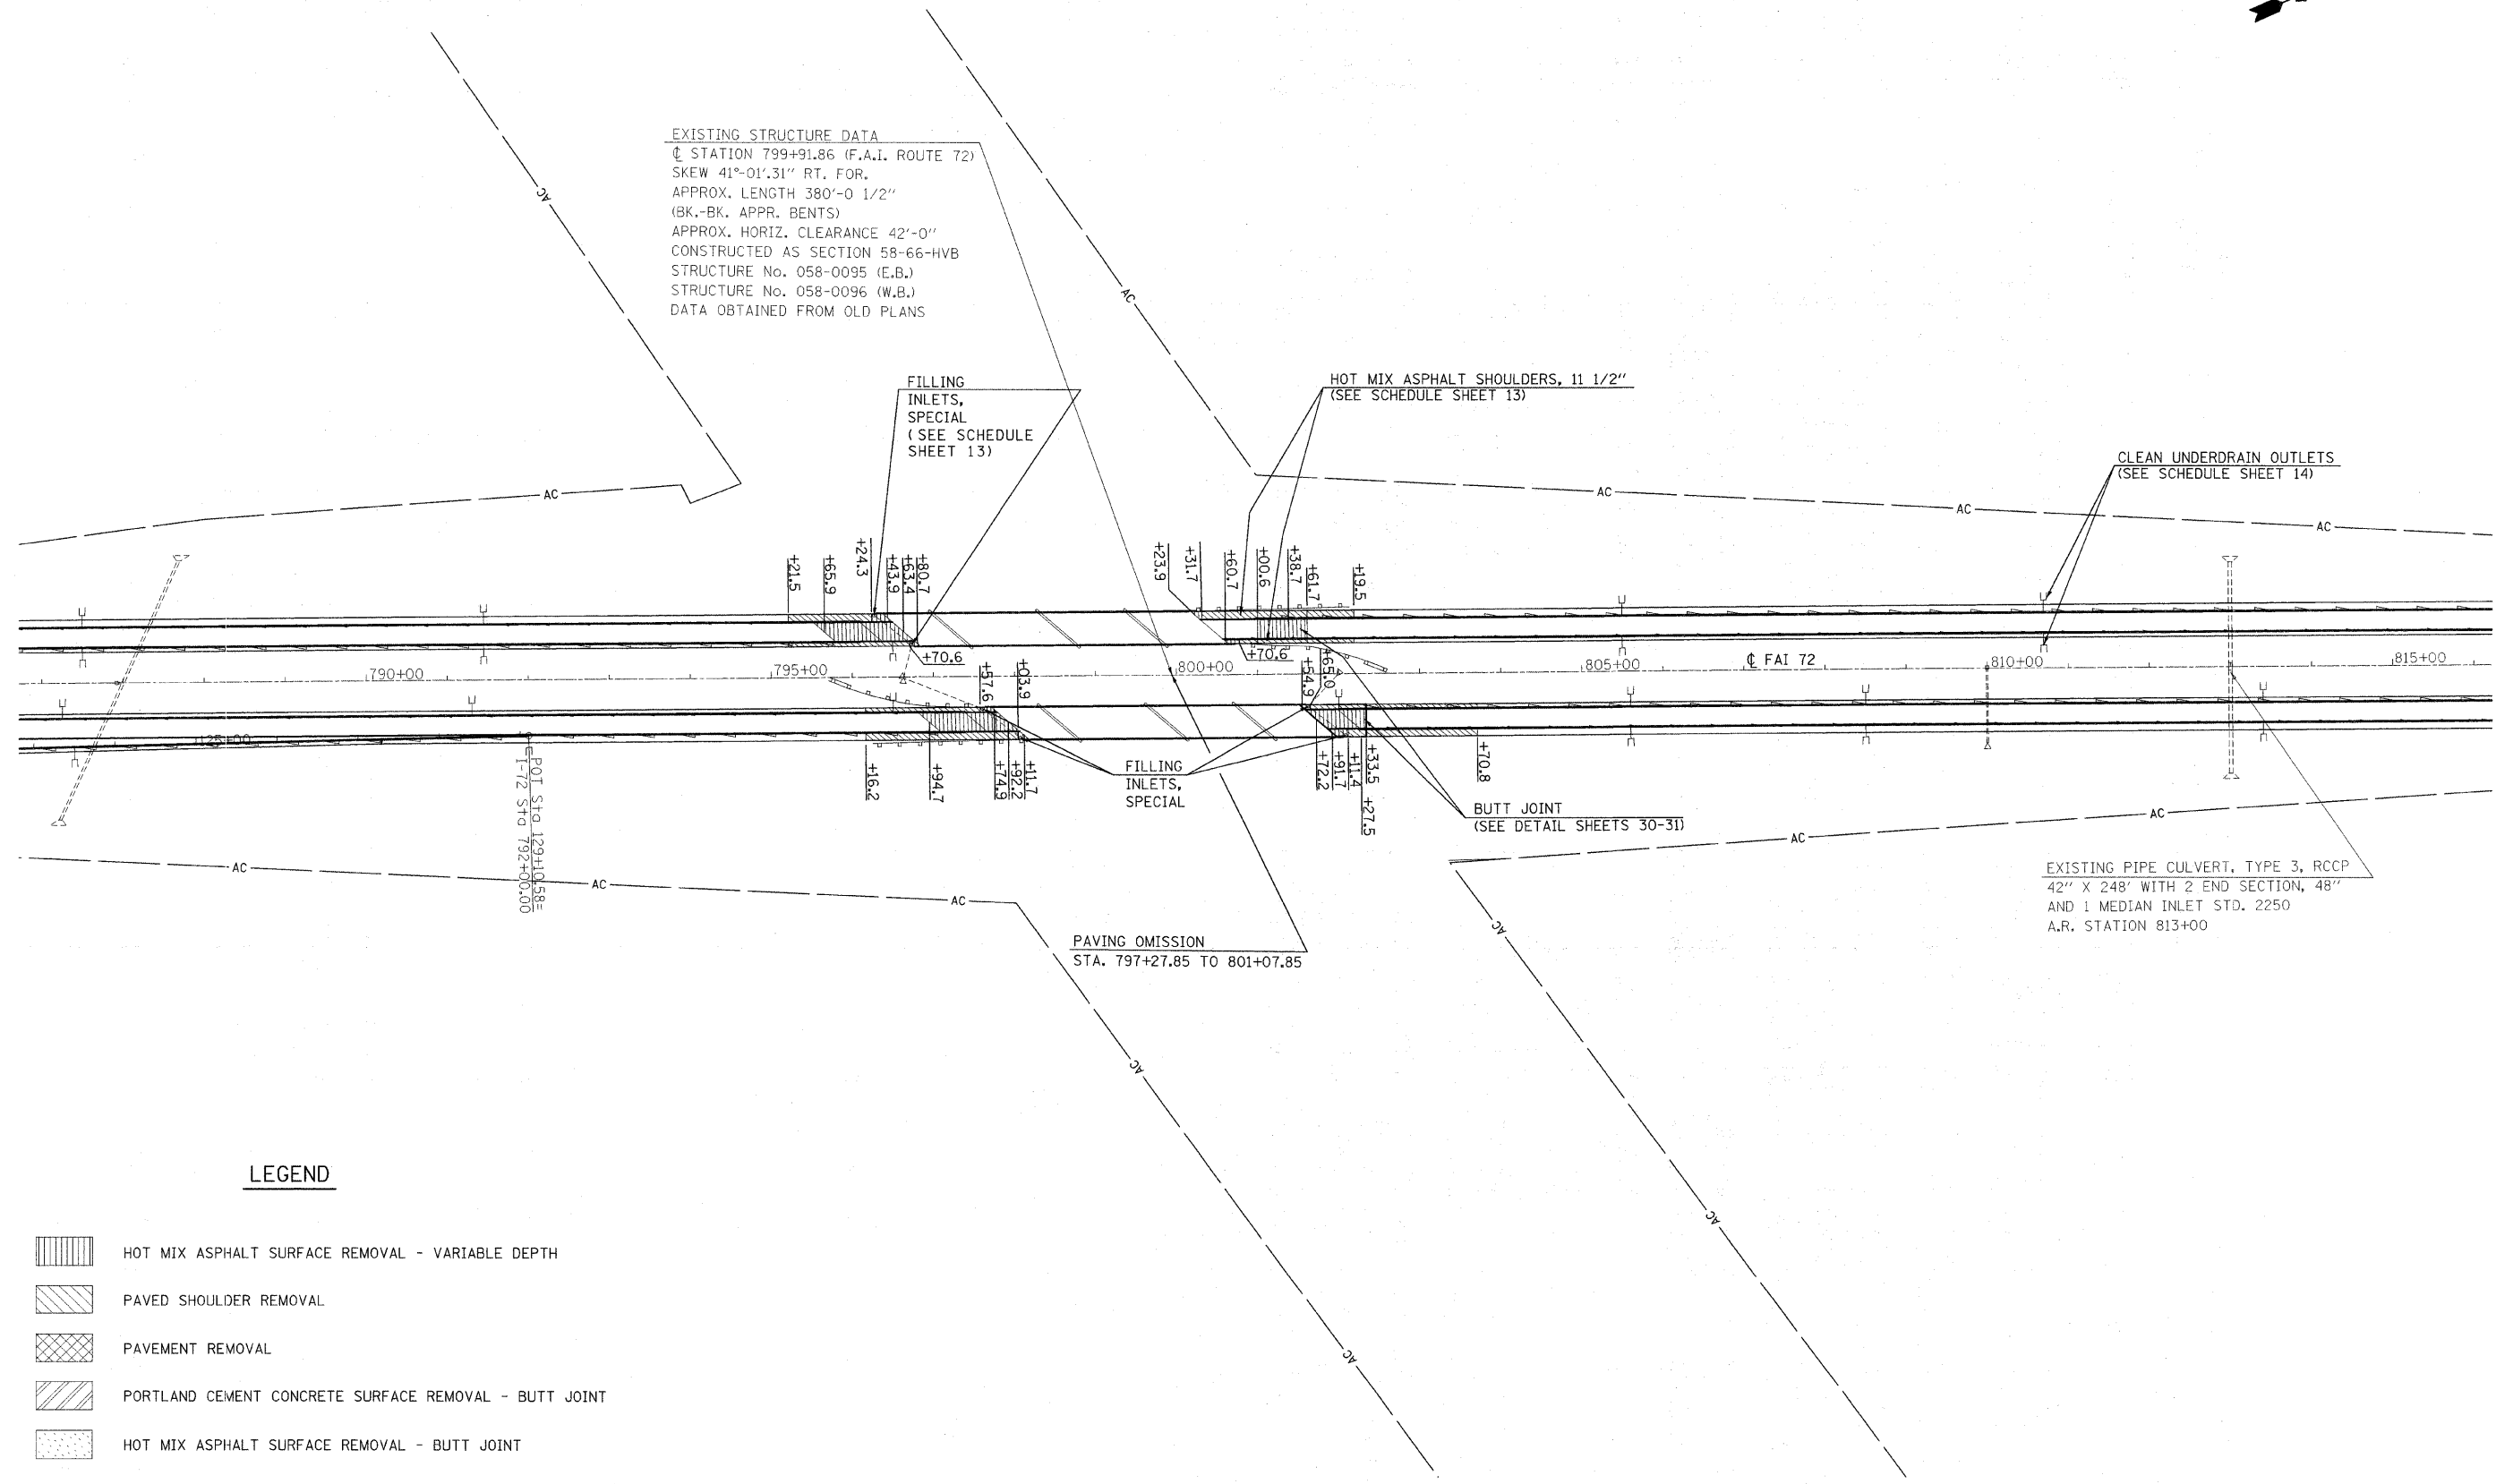 EXISTING STRUCTURE DATA
℄ STATION 799+91.86 (F.A.I. ROUTE 72)
SKEW 41°-01'.31" RT. FOR.
APPROX. LENGTH 380'-0 1/2"
(BK.-BK. APPR. BENTS)
APPROX. HORIZ. CLEARANCE 42'-0"
CONSTRUCTED AS SECTION 58-66-HVB
STRUCTURE No. 058-0095 (E.B.)
STRUCTURE No. 058-0096 (W.B.)
DATA OBTAINED FROM OLD PLANS
AC
AC
FILLING
INLETS,
SPECIAL
(SEE SCHEDULE
SHEET 13)
HOT MIX ASPHALT SHOULDERS, 11 1/2"
(SEE SCHEDULE SHEET 13)
CLEAN UNDERDRAIN OUTLETS
(SEE SCHEDULE SHEET 14)
AC
AC
AC
AC
+21.5
+65.9
+24.3
+43.9
+63.4
+80.7
+23.9
+31.7
+60.7
+00.6
+38.7
+61.7
+19.5
+70.6
+70.6
790+00
795+00
800+00
805+00
℄ FAI 72
810+00
815+00
+57.6
+03.9
+54.9
+65.0
125+00
POT Sta 129+10.58=
I-72 Sta 792+00.00
+16.2
+94.7
+74.9
+92.2
+11.7
FILLING
INLETS,
SPECIAL
+72.2
+91.7
+11.4
+33.5
+27.5
+70.8
BUTT JOINT
(SEE DETAIL SHEETS 30-31)
AC
AC
AC
AC
AC
EXISTING PIPE CULVERT, TYPE 3, RCCP
42" X 248' WITH 2 END SECTION, 48"
AND 1 MEDIAN INLET STD. 2250
A.R. STATION 813+00
PAVING OMISSION
STA. 797+27.85 TO 801+07.85
AC
AC
AC
AC
LEGEND
HOT MIX ASPHALT SURFACE REMOVAL - VARIABLE DEPTH
PAVED SHOULDER REMOVAL
PAVEMENT REMOVAL
PORTLAND CEMENT CONCRETE SURFACE REMOVAL - BUTT JOINT
HOT MIX ASPHALT SURFACE REMOVAL - BUTT JOINT